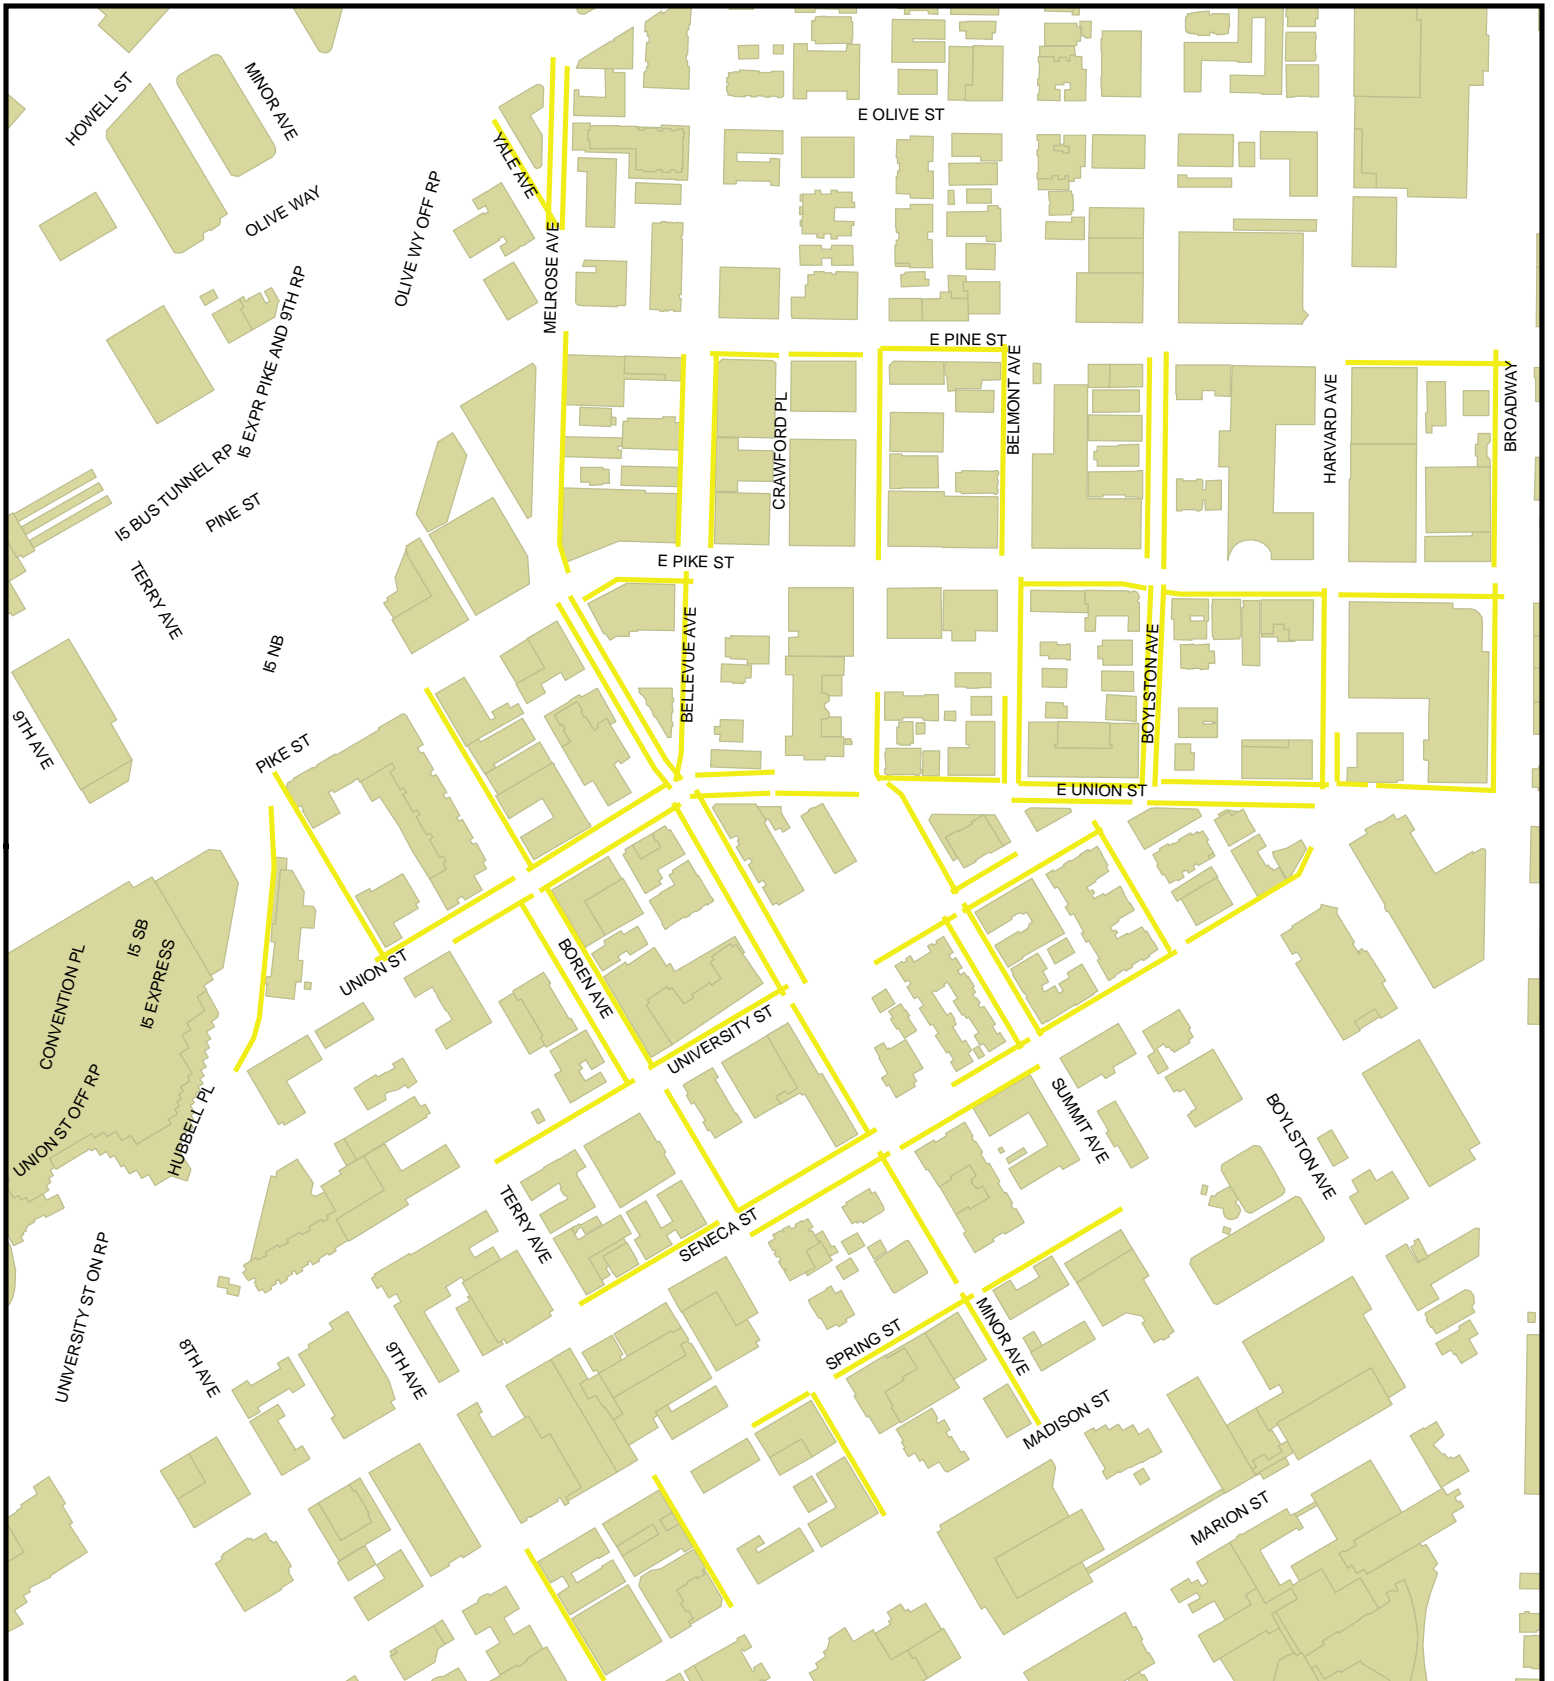 HOWELL ST
MINOR AVE
E OLIVE ST
YALE AVE
OLIVE WAY
OLIVE WY OFF RP
MELROSE AVE
I5 EXPR PIKE AND 9TH RP
E PINE ST
BELMONT AVE
CRAWFORD PL
HARVARD AVE
BROADWAY
I5 BUS TUNNEL RP
PINE ST
E PIKE ST
TERRY AVE
I5 NB
BELLEVUE AVE
BOYLSTON AVE
9TH AVE
PIKE ST
E UNION ST
I5 SB
CONVENTION PL
I5 EXPRESS
UNION ST
BOREN AVE
UNIVERSITY ST
UNION ST OFF RP
HUBBELL PL
SUMMIT AVE
BOYLSTON AVE
TERRY AVE
SENECA ST
UNIVERSITY ST ON RP
8TH AVE
9TH AVE
SPRING ST
MINOR AVE
MADISON ST
MARION ST